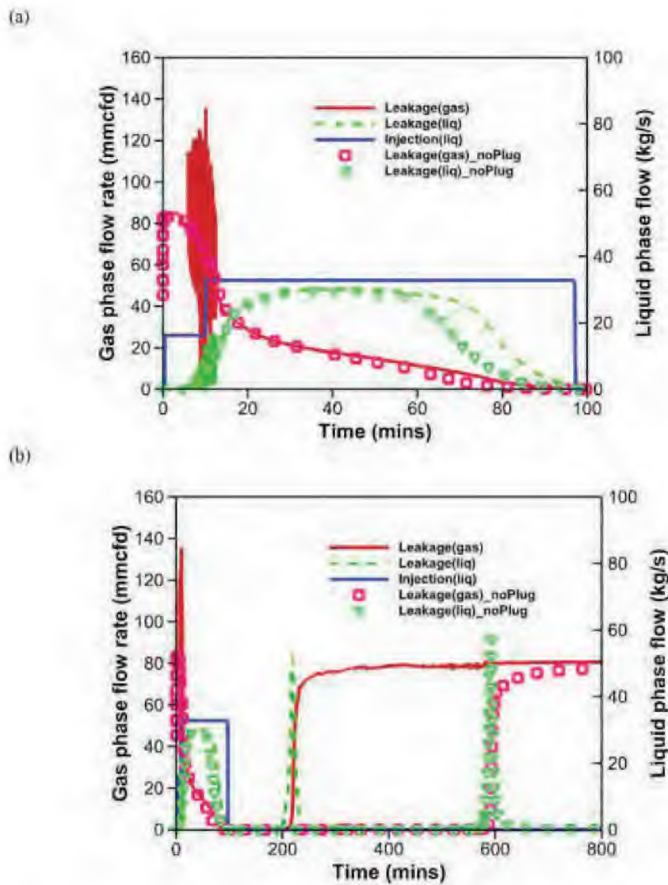 (a)
160
140
120
100
80
60
40
20
0
Gas phase flow rate (mmcfd)
100
80
60
40
20
0
Liquid phase flow (kg/s)
Leakage(gas)
Leakage(liq)
Injection(liq)
Leakage(gas)_noPlug
Leakage(liq)_noPlug
0 20 40 60 80 100
Time (mins)
(b)
160
140
120
100
80
60
40
20
0
Gas phase flow rate (mmcfd)
100
80
60
40
20
0
Liquid phase flow (kg/s)
Leakage(gas)
Leakage(liq)
Injection(liq)
Leakage(gas)_noPlug
Leakage(liq)_noPlug
0 200 400 600 800
Time (mins)